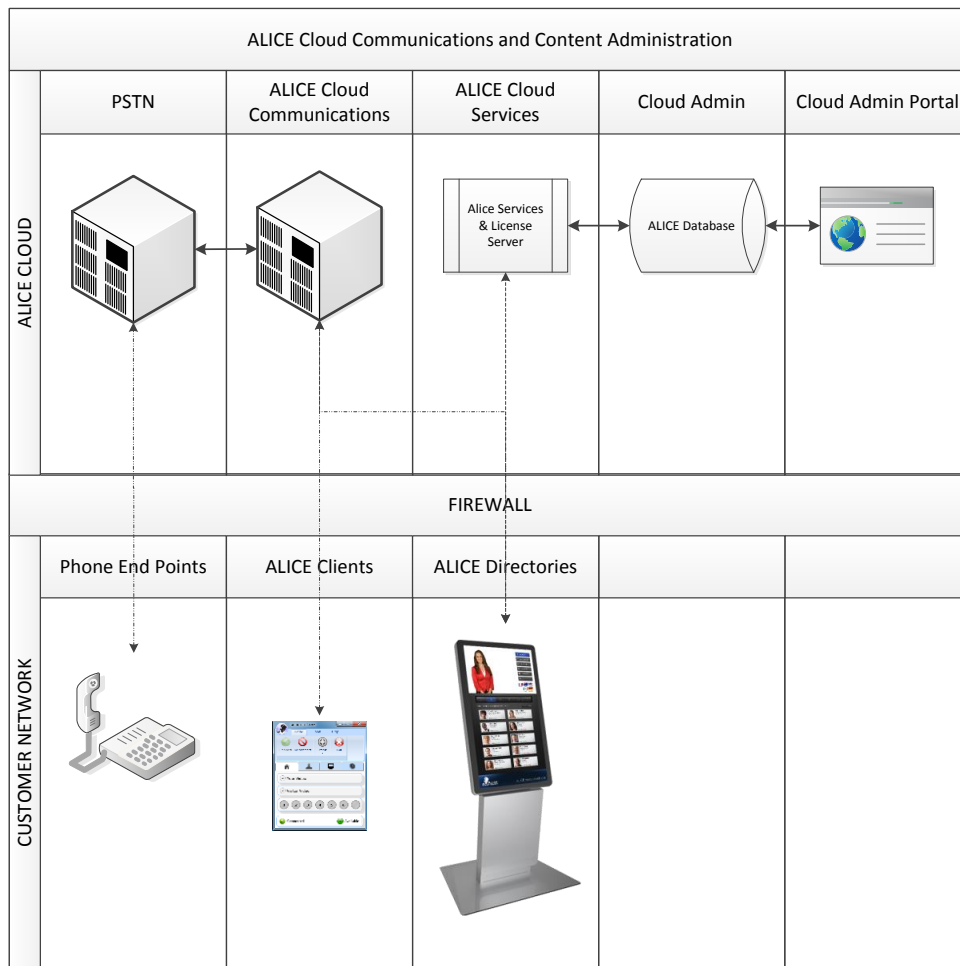 ALICE Cloud Communications and Content Administration
ALICE CLOUD
PSTN
ALICE Cloud
Communications
ALICE Cloud
Services
Cloud Admin
Cloud Admin Portal
Alice Services
& License
Server
ALICE Database
FIREWALL
CUSTOMER NETWORK
Phone End Points
ALICE Clients
ALICE Directories